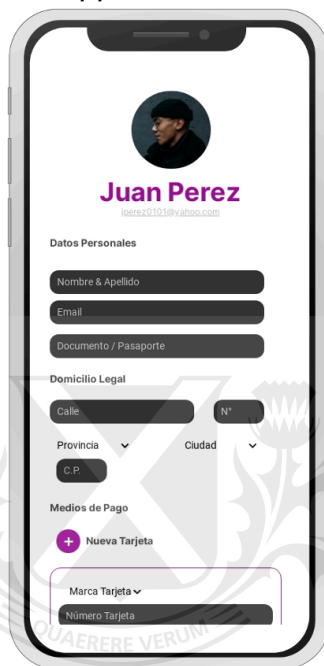 Juan Perez
jperez0101@yahoo.com
Datos Personales
Nombre & Apellido
Email
Documento / Pasaporte
Domicilio Legal
Calle N°
Provincia Ciudad
C.P.
Medios de Pago
+ Nueva Tarjeta
Marca Tarjeta
Número Tarjeta
QUAERERE VERUM